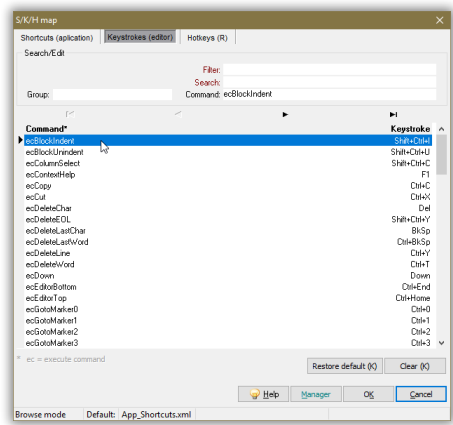 S/K/H map
Shortcuts (aplication) Keystrokes (editor) Hotkeys (R)
Search/Edit
Filter:
Search:
Group: Command: ecBlockIndent
Command* Keystroke
ecBlockIndent Shift+Ctrl+I
ecBlockUnindent Shift+Ctrl+U
ecColumnSelect Shift+Ctrl+C
ecContextHelp F1
ecCopy Ctrl+C
ecCut Ctrl+X
ecDeleteChar Del
ecDeleteEOL Shift+Ctrl+Y
ecDeleteLastChar BkSp
ecDeleteLastWord Ctrl+BkSp
ecDeleteLine Ctrl+Y
ecDeleteWord Ctrl+T
ecDown Down
ecEditorBottom Ctrl+End
ecEditorTop Ctrl+Home
ecGotoMarker0 Ctrl+0
ecGotoMarker1 Ctrl+1
ecGotoMarker2 Ctrl+2
ecGotoMarker3 Ctrl+3
* ec = execute command
Restore default (K) Clear (K)
Help Manager OK Cancel
Browse mode Default: App_Shortcuts.xml